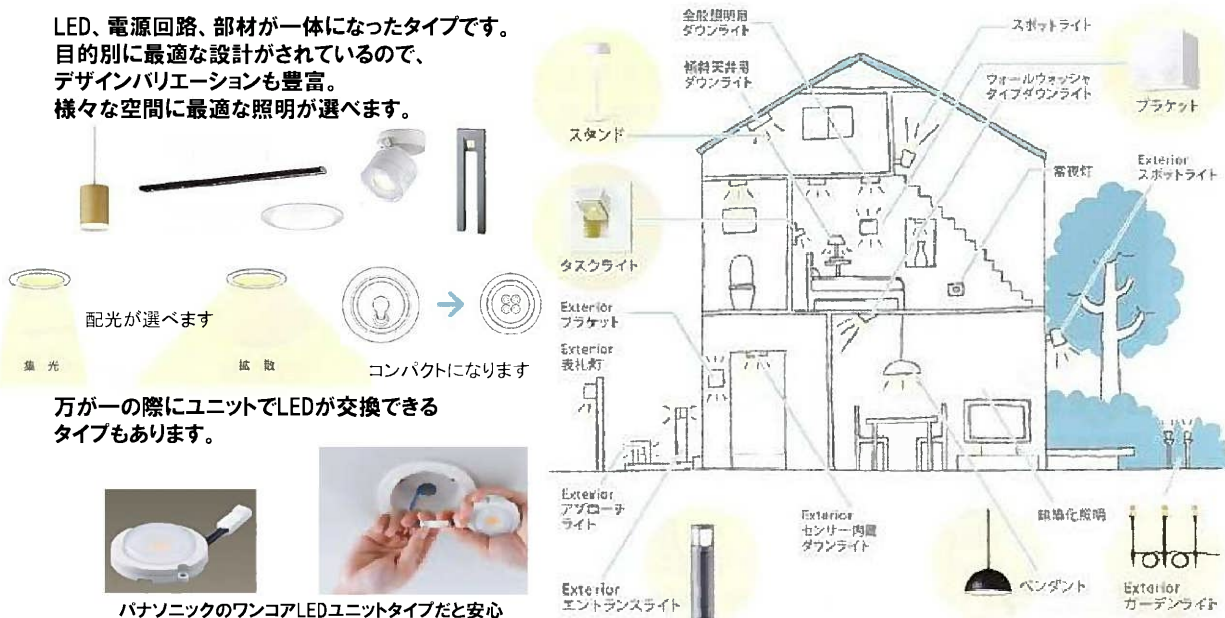 LED、電源回路、部材が一体になったタイプです。
目的別に最適な設計がされているので、
デザインバリエーションも豊富。
様々な空間に最適な照明が選べます。
配光が選べます
集 光
拡 散
コンパクトになります
万が一の際にユニットでLEDが交換できる
タイプもあります。
パナソニックのワンコアLEDユニットタイプだと安心
全般照明用
ダウンライト
スポットライト
傾斜天井用
ダウンライト
ウォールウォッシャ
タイプダウンライト
ブラケット
スタンド
Exterior
スポットライト
常夜灯
タスクライト
Exterior
ブラケット
Exterior
表札灯
Exterior
アプローチ
ライト
Exterior
センサー内蔵
ダウンライト
Exterior
エントランスライト
ペンダント
Exterior
ガーデンライト